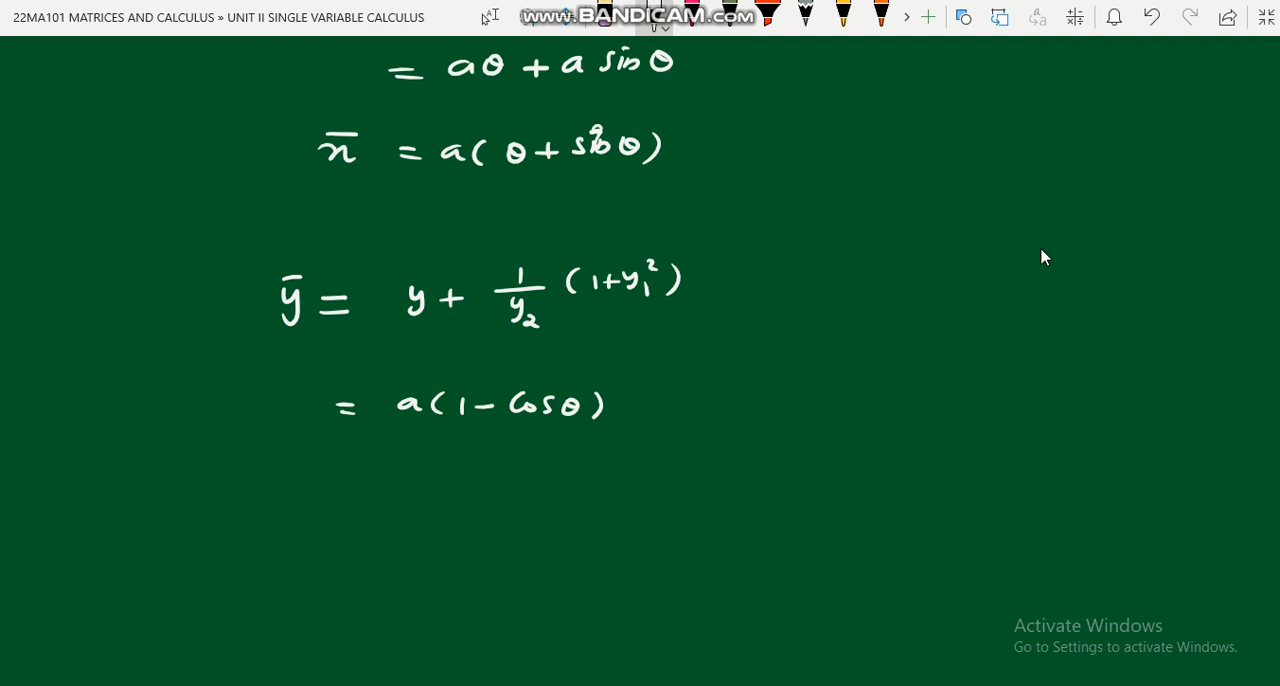 22MA101 MATRICES AND CALCULUS » UNIT II SINGLE VARIABLE CALCULUS
www.BANDICAM.com
= aθ + a sinθ
x̄ = a(θ + sinθ)
ȳ = y + 1/y₂ (1+y₁²)
= a(1 - cosθ)
Activate Windows
Go to Settings to activate Windows.